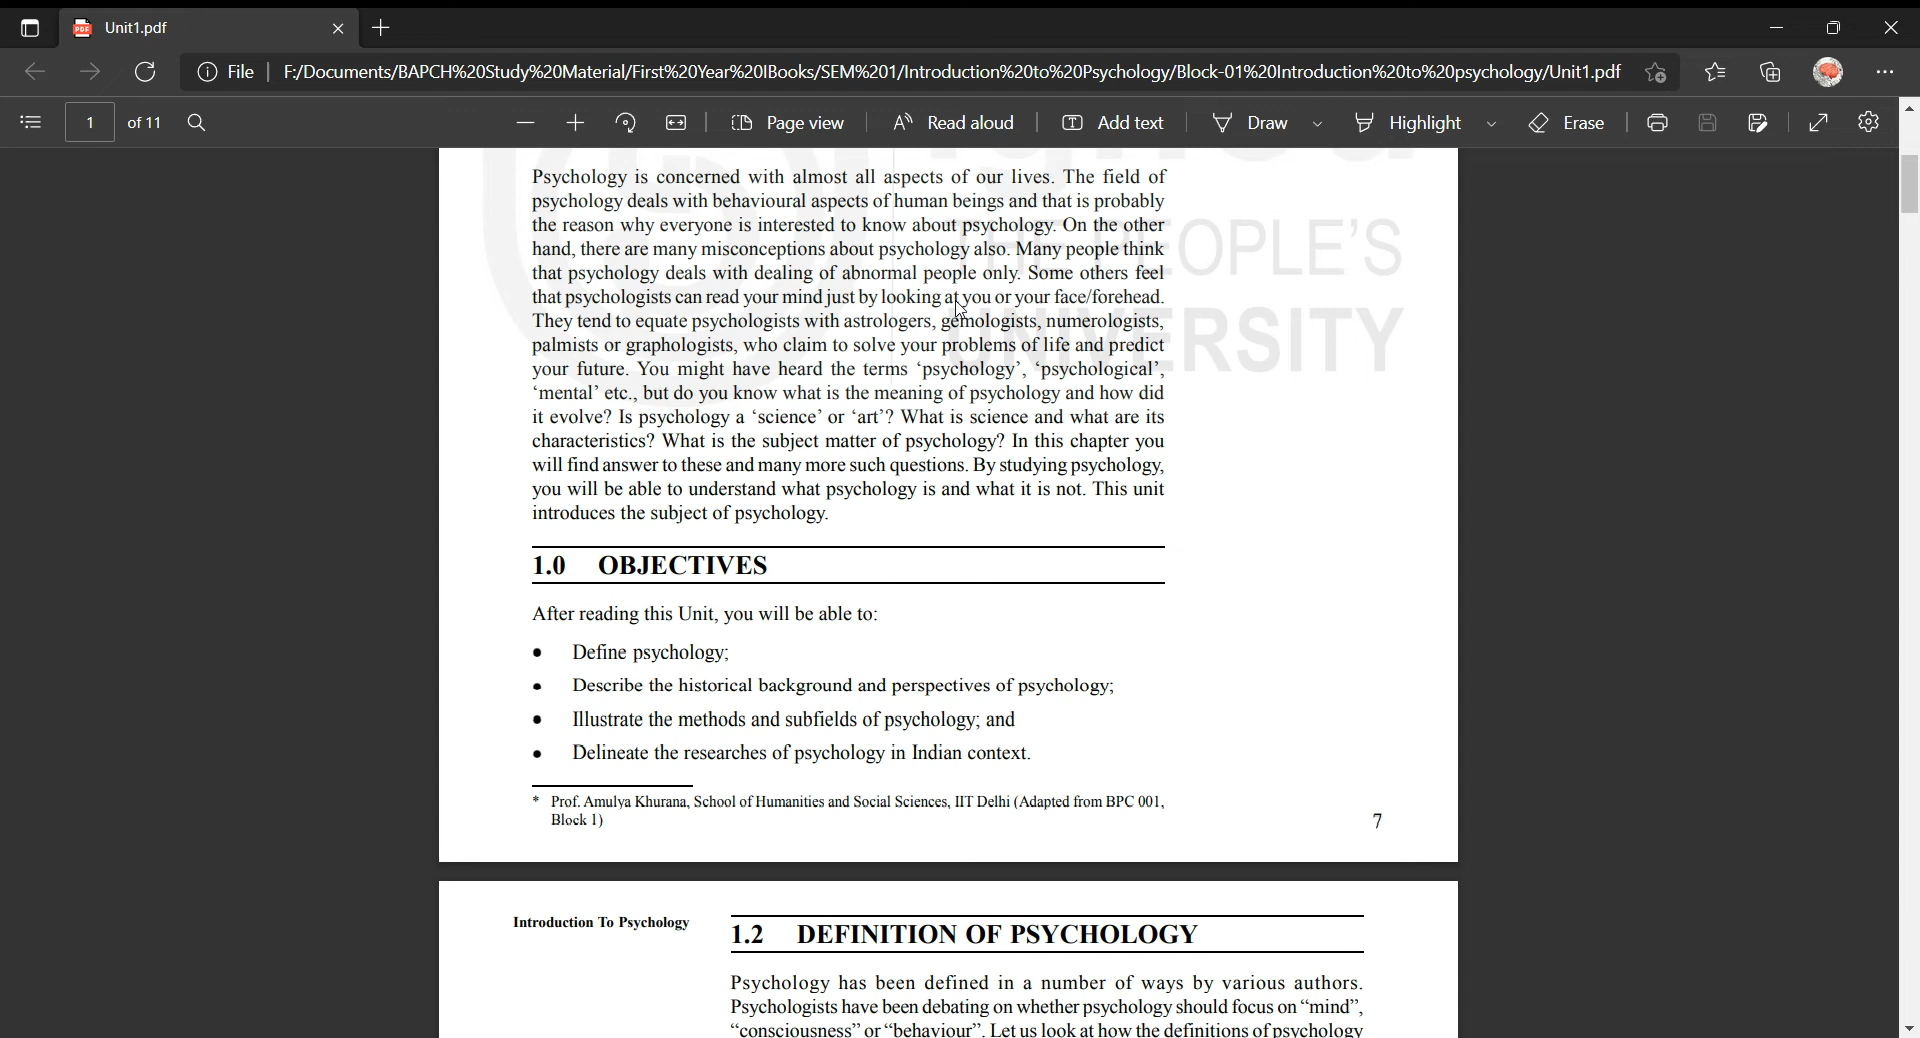 Unit1.pdf
File | F:/Documents/BAPCH%20Study%20Material/First%20Year%20IBooks/SEM%201/Introduction%20to%20Psychology/Block-01%20Introduction%20to%20psychology/Unit1.pdf
1 of 11 Page view Read aloud Add text Draw Highlight Erase
Psychology is concerned with almost all aspects of our lives. The field of
psychology deals with behavioural aspects of human beings and that is probably
the reason why everyone is interested to know about psychology. On the other
hand, there are many misconceptions about psychology also. Many people think
that psychology deals with dealing of abnormal people only. Some others feel
that psychologists can read your mind just by looking at you or your face/forehead.
They tend to equate psychologists with astrologers, gemologists, numerologists,
palmists or graphologists, who claim to solve your problems of life and predict
your future. You might have heard the terms ‘psychology’, ‘psychological’,
‘mental’ etc., but do you know what is the meaning of psychology and how did
it evolve? Is psychology a ‘science’ or ‘art’? What is science and what are its
characteristics? What is the subject matter of psychology? In this chapter you
will find answer to these and many more such questions. By studying psychology,
you will be able to understand what psychology is and what it is not. This unit
introduces the subject of psychology.
THE PEOPLE'S
UNIVERSITY
1.0 OBJECTIVES
After reading this Unit, you will be able to:
• Define psychology;
• Describe the historical background and perspectives of psychology;
• Illustrate the methods and subfields of psychology; and
• Delineate the researches of psychology in Indian context.
* Prof. Amulya Khurana, School of Humanities and Social Sciences, IIT Delhi (Adapted from BPC 001,
Block 1)
7
Introduction To Psychology
1.2 DEFINITION OF PSYCHOLOGY
Psychology has been defined in a number of ways by various authors.
Psychologists have been debating on whether psychology should focus on “mind”,
“consciousness” or “behaviour”. Let us look at how the definitions of psychology